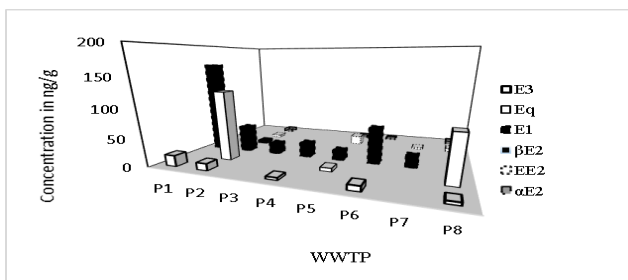 Concentration in ng/g
200
150
100
50
0
P1 P2 P3 P4 P5 P6 P7 P8
WWTP
E3
Eq
E1
βE2
EE2
αE2